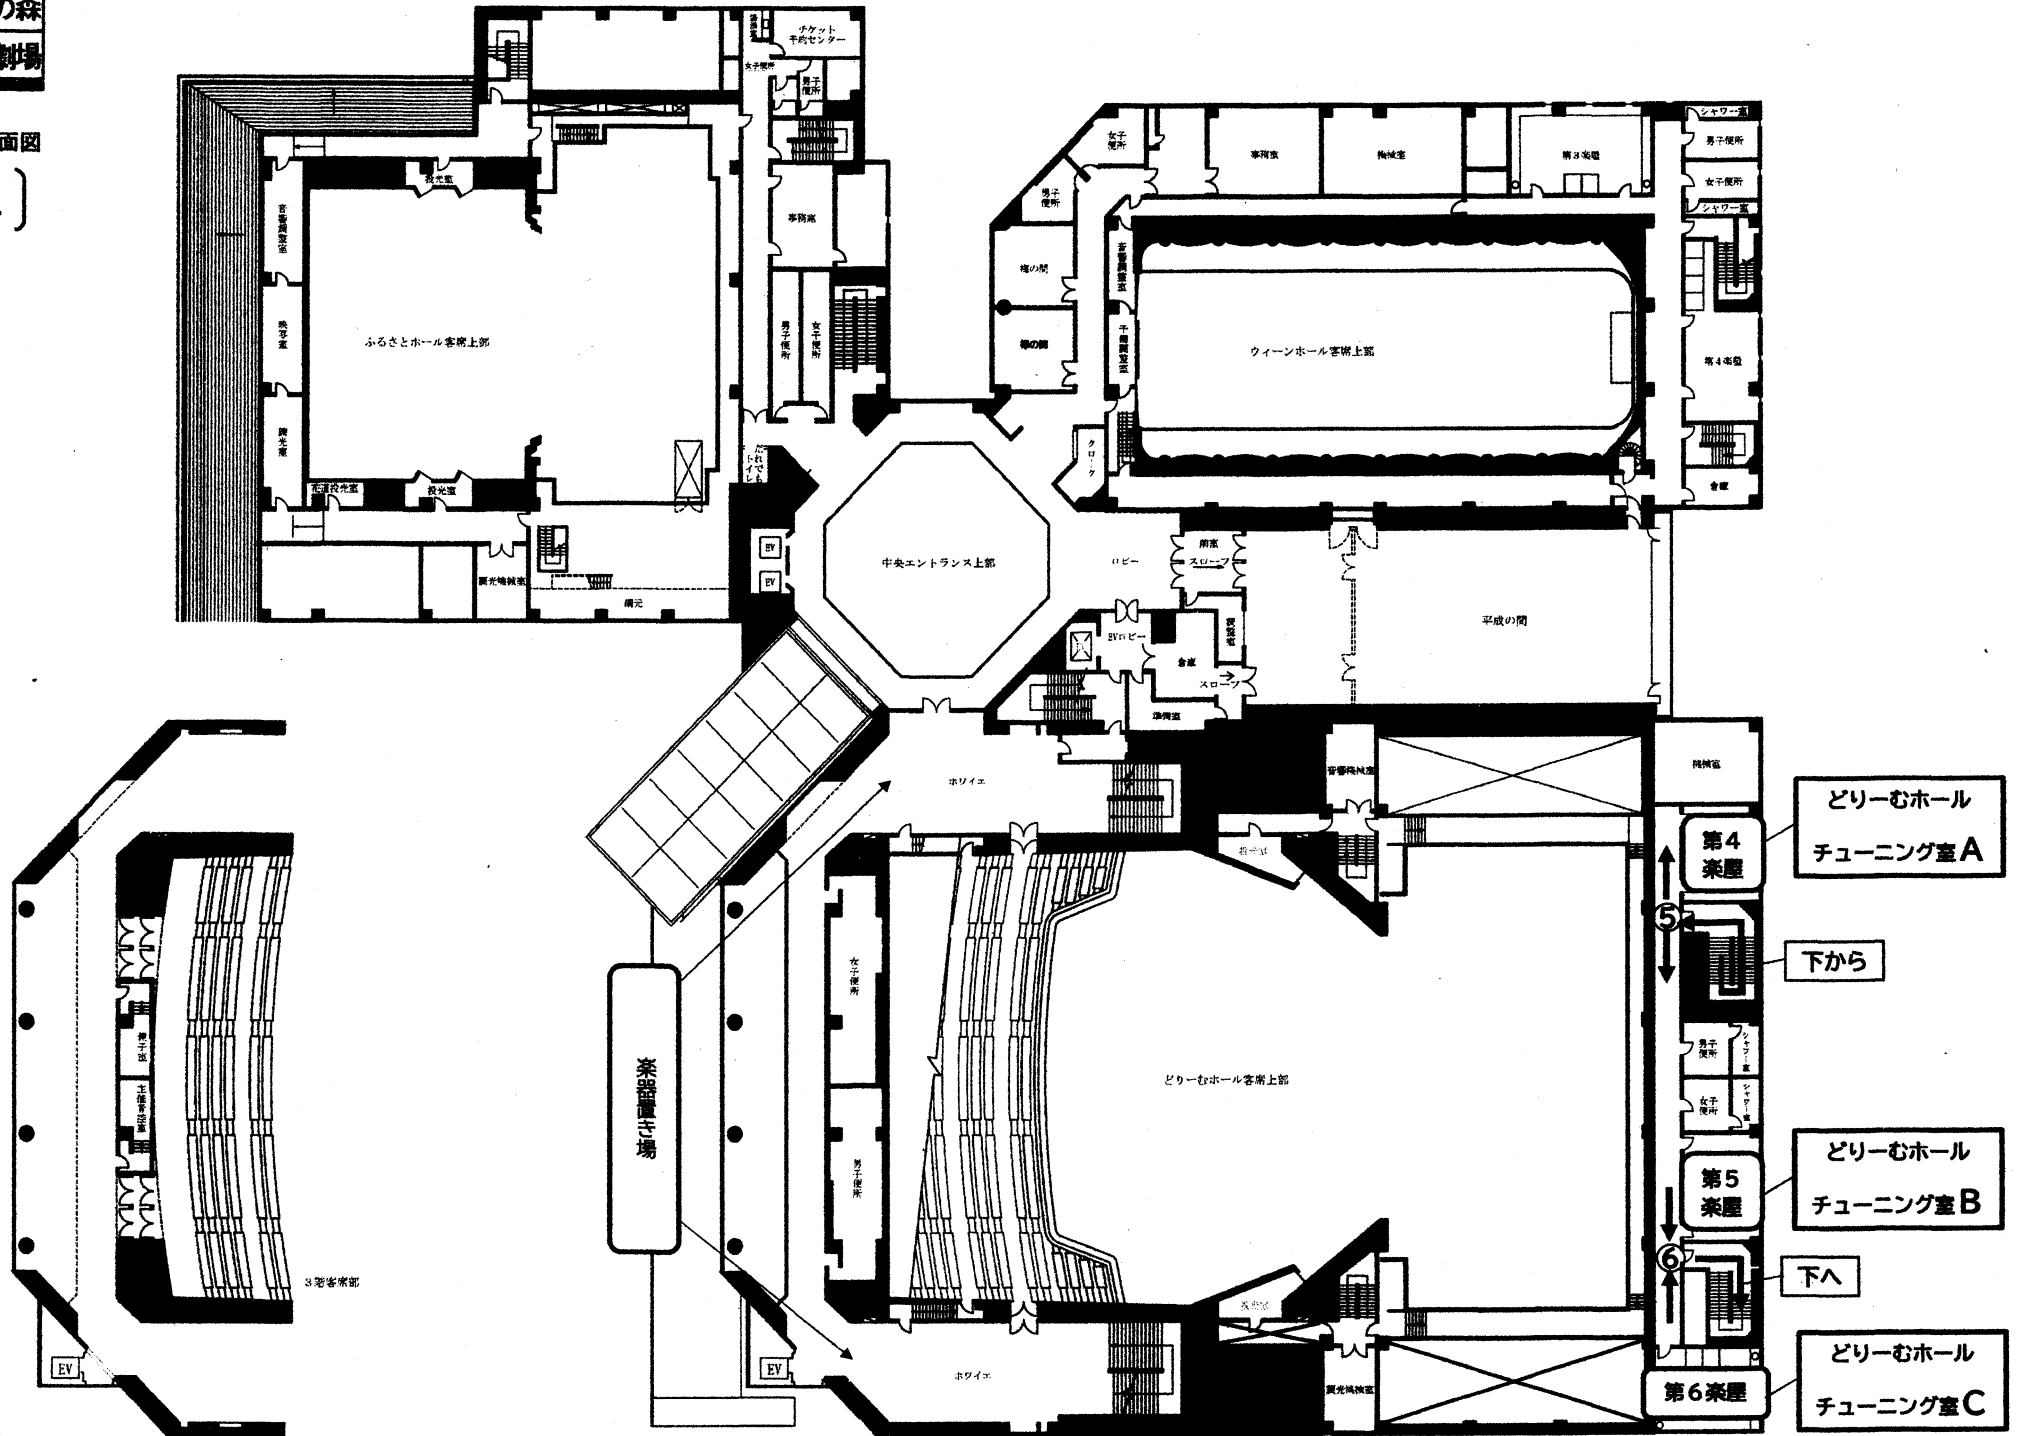 の森
劇場
面図
チケット
予約センター
女子便所
男子
便所
投光室
音響調整室
映写室
調光室
ふるさとホール客席上部
事務室
男子便所
女子便所
だれでも
トイレ
花道投光室
投光室
調光機械室
綱元
EV
EV
中央エントランス上部
女子
便所
男子
便所
事務室
機械室
第3楽屋
シャワー室
男子便所
女子便所
シャワー室
梅の間
音響調整室
ウィーンホール客席上部
第4楽屋
クローク
倉庫
ロビー
前室
スロープ
調整室
EVロビー
倉庫
スロープ
準備室
平成の間
ホワイエ
音響機械室
機械室
投光室
どりーむホール
チューニング室A
第4
楽屋
⑤
下から
女子便所
男子便所
楽器置き場
どりーむホール客席上部
男子
便所
シャワー室
女子
便所
シャワー室
どりーむホール
チューニング室B
第5
楽屋
⑥
下へ
母子室
3階客席部
EV
EV
ホワイエ
投光室
調光機械室
第6楽屋
どりーむホール
チューニング室C